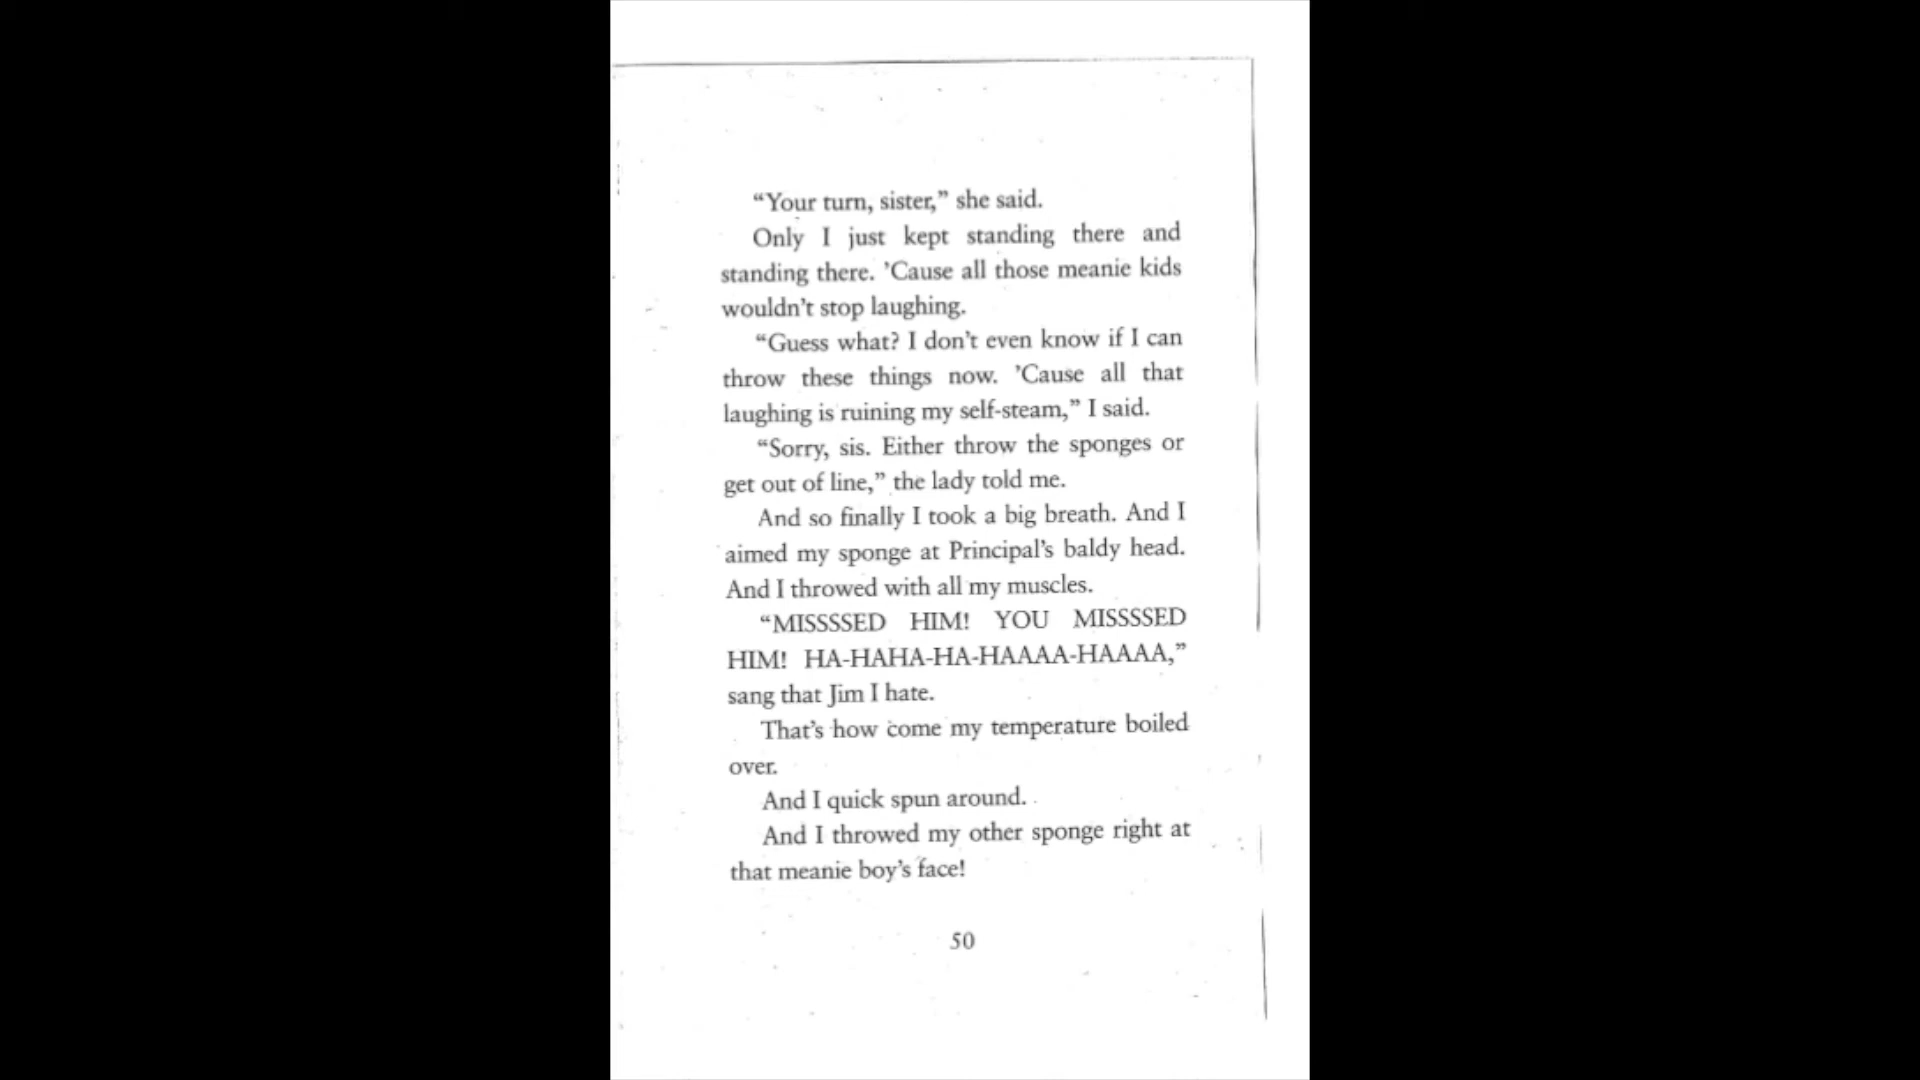 “Your turn, sister,” she said.
Only I just kept standing there and
standing there. ’Cause all those meanie kids
wouldn’t stop laughing.
“Guess what? I don’t even know if I can
throw these things now. ’Cause all that
laughing is ruining my self-steam,” I said.
“Sorry, sis. Either throw the sponges or
get out of line,” the lady told me.
And so finally I took a big breath. And I
aimed my sponge at Principal’s baldy head.
And I throwed with all my muscles.
“MISSSSED HIM! YOU MISSSSED
HIM! HA-HAHA-HA-HAAAA-HAAAA,”
sang that Jim I hate.
That’s how come my temperature boiled
over.
And I quick spun around.
And I throwed my other sponge right at
that meanie boy’s face!
50